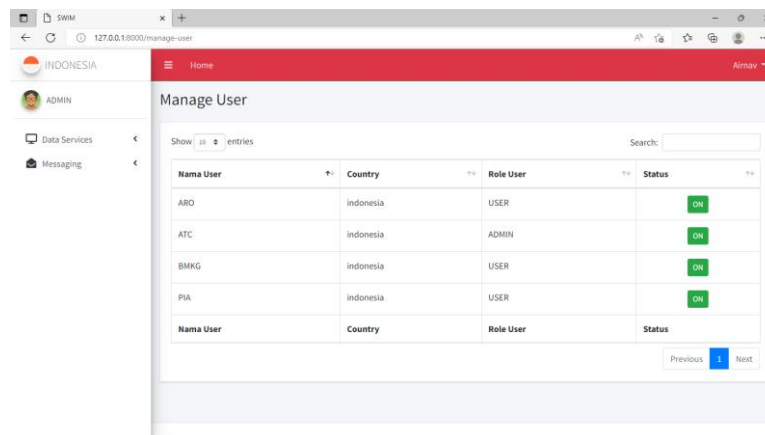 SWIM
127.0.0.1:8000/manage-user
INDONESIA
Home
Airnav
ADMIN
Manage User
Data Services
Messaging
Show 10 entries
Search:
Nama User Country Role User Status
ARO indonesia USER ON
ATC indonesia ADMIN ON
BMKG indonesia USER ON
PIA indonesia USER ON
Nama User Country Role User Status
Previous 1 Next